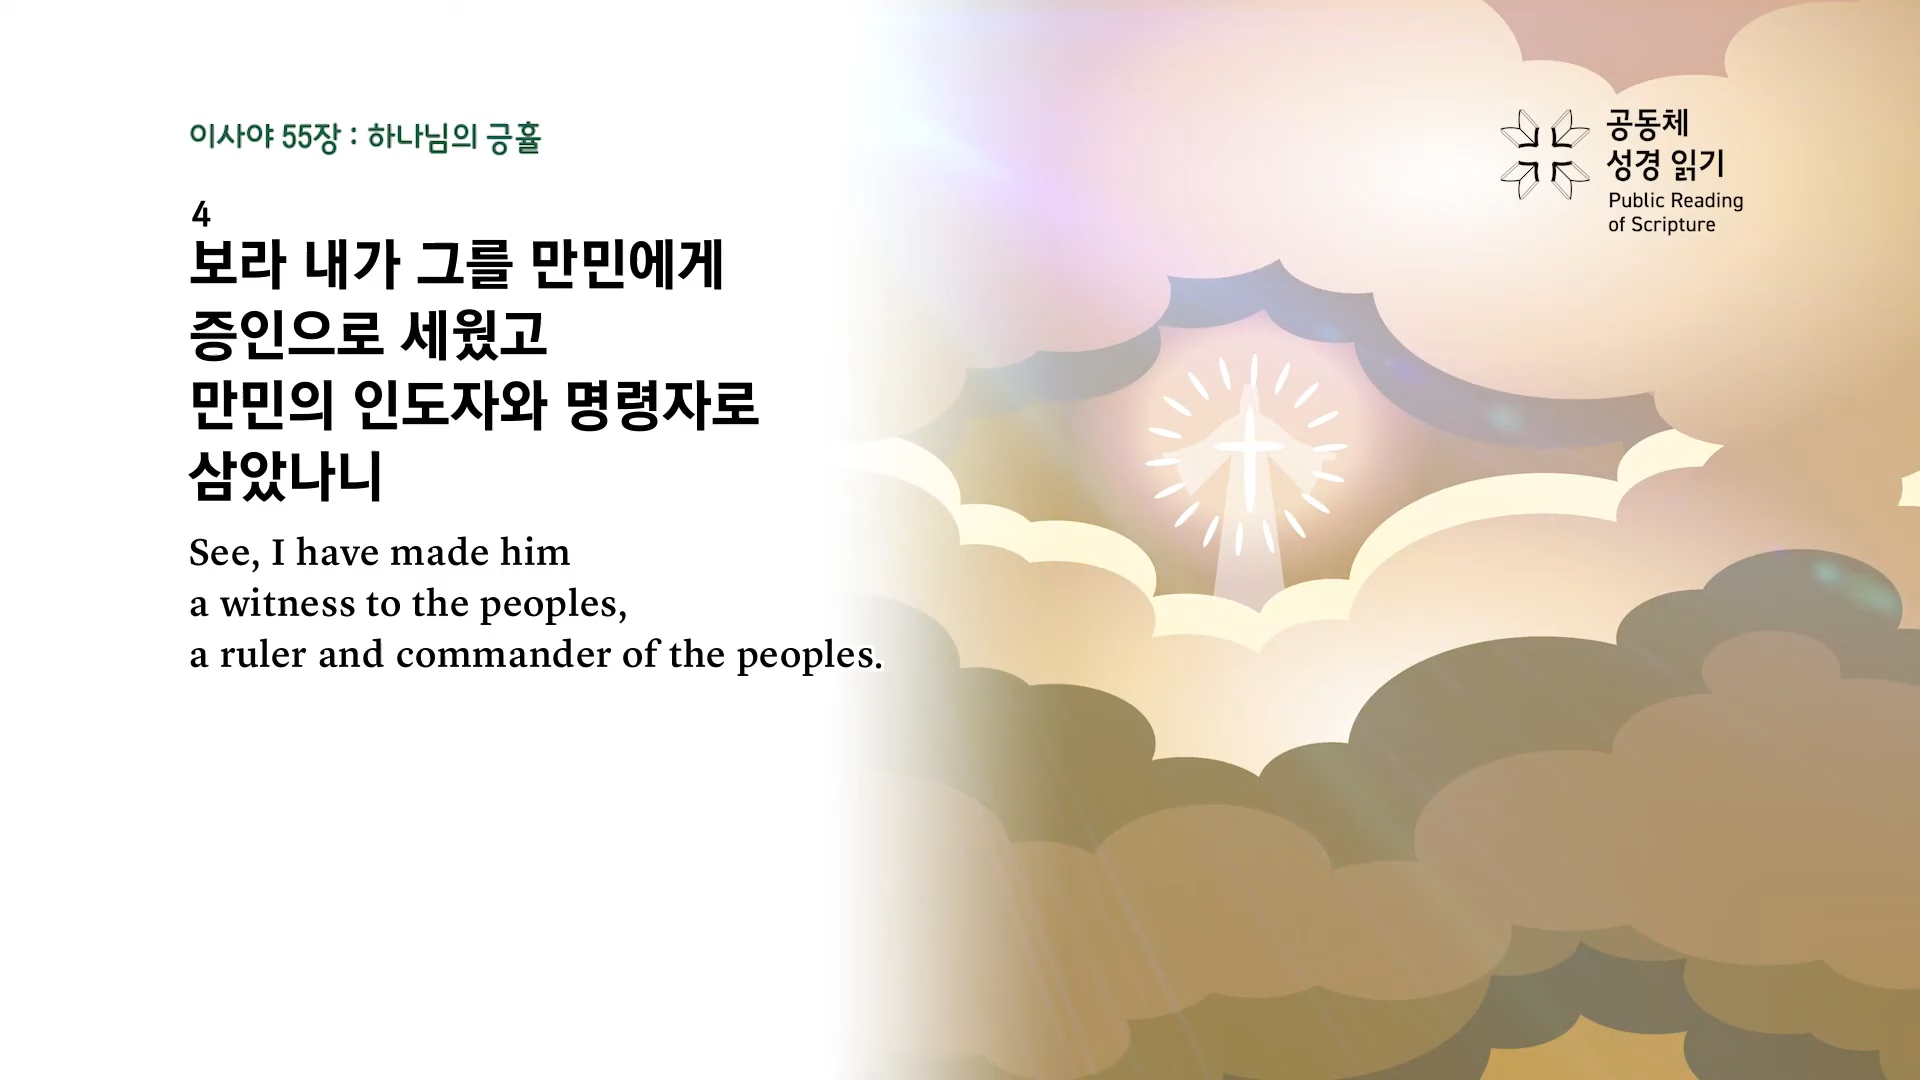 이사야 55장 : 하나님의 긍휼
4
보라 내가 그를 만민에게
증인으로 세웠고
만민의 인도자와 명령자로
삼았나니
See, I have made him
a witness to the peoples,
a ruler and commander of the peoples.
공동체
성경 읽기
Public Reading
of Scripture